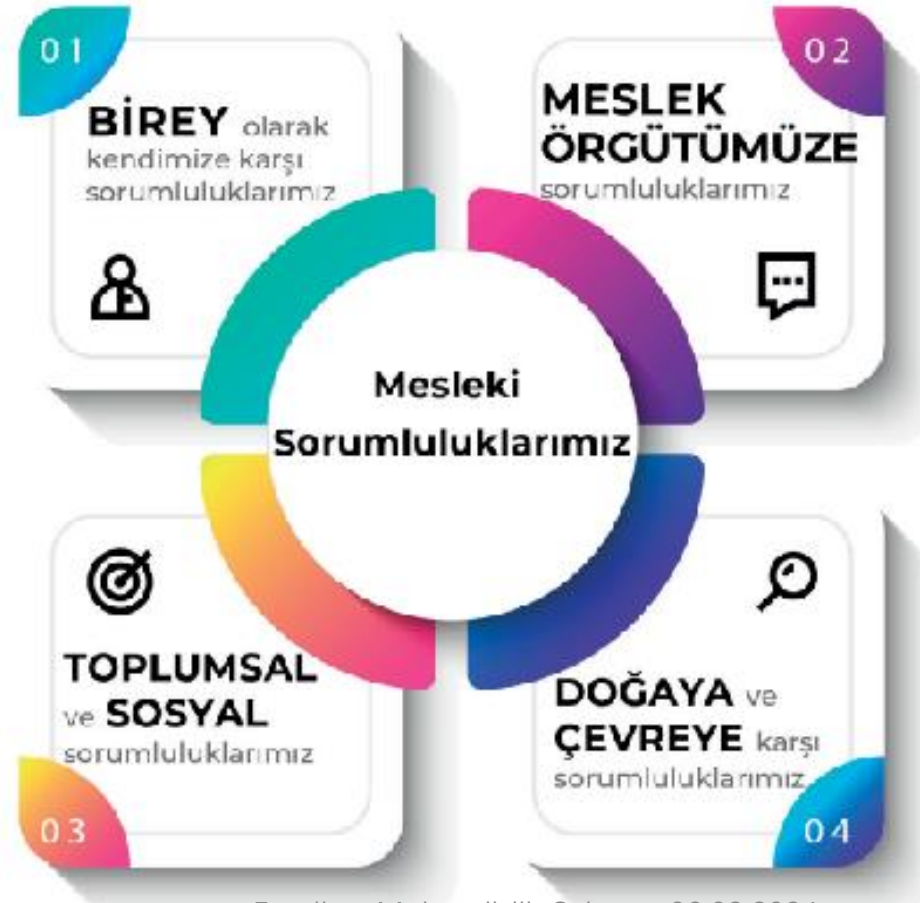 01
BİREY olarak
kendimize karşı
sorumluluklarımız
02
MESLEK
ÖRGÜTÜMÜZE
sorumluluklarımız
Mesleki
Sorumluluklarımız
TOPLUMSAL
ve SOSYAL
sorumluluklarımız
03
DOĞAYA ve
ÇEVREYE karşı
sorumluluklarımız
04